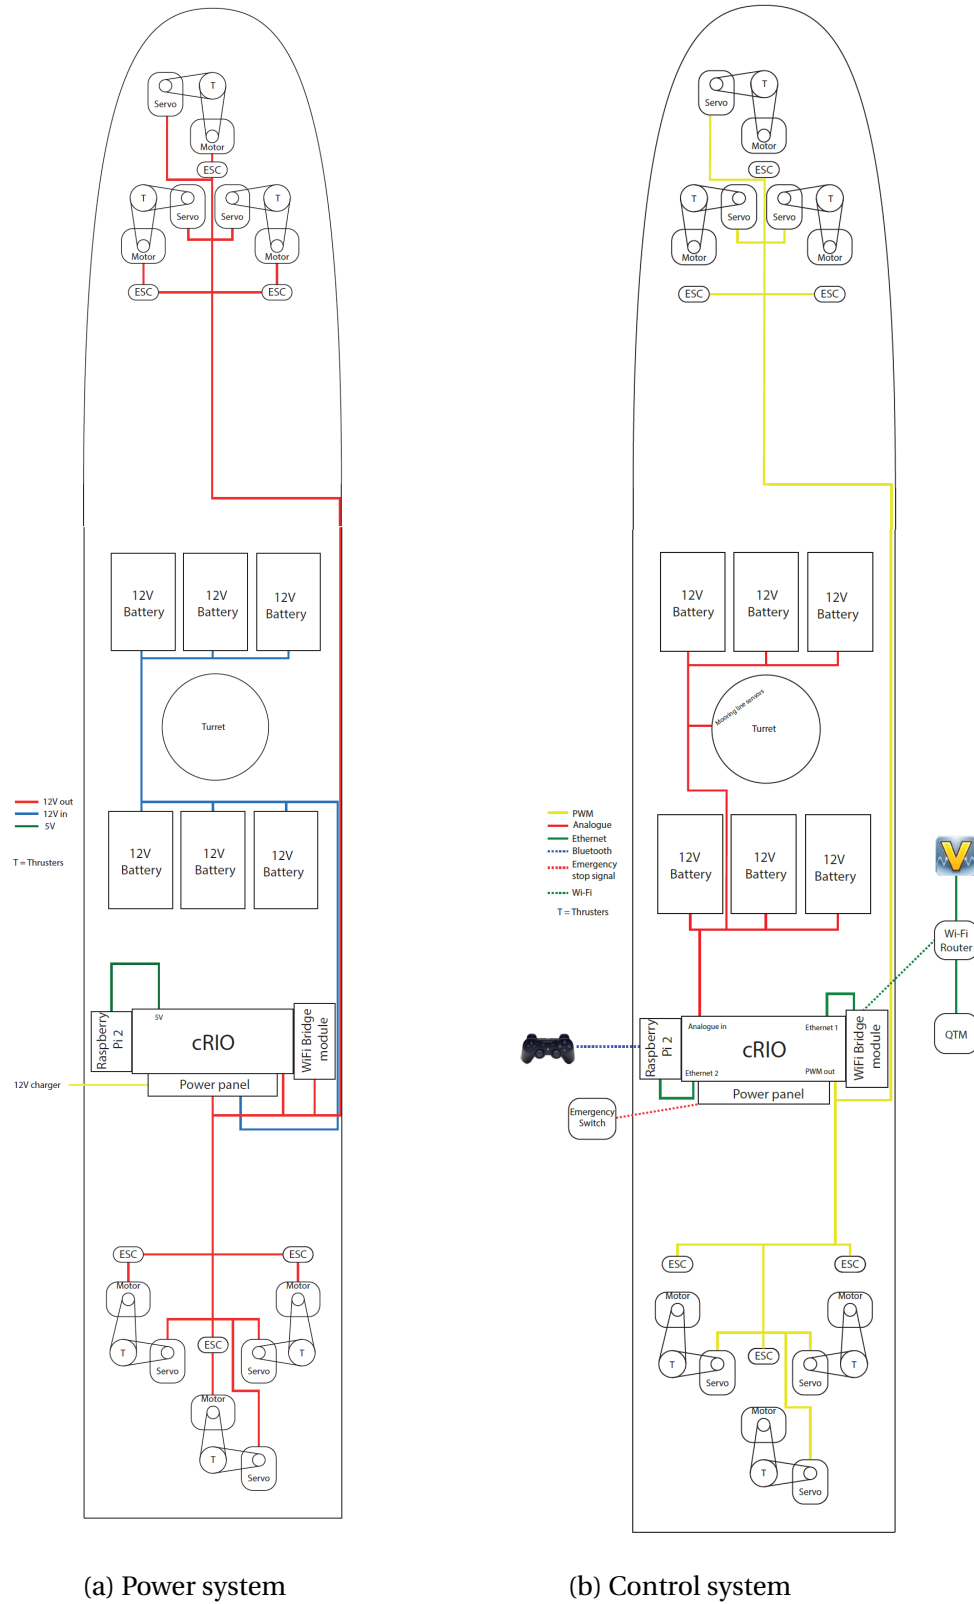 T
Servo
Motor
ESC
T
T
Servo
Motor
Motor
ESC
ESC
12V
Battery
12V
Battery
12V
Battery
Turret
12V out
12V in
5V
T = Thrusters
12V
Battery
12V
Battery
12V
Battery
5V
Raspberry
Pi 2
cRIO
WiFi Bridge
module
Power panel
12V charger
ESC
ESC
Motor
Motor
ESC
T
T
Servo
Servo
Motor
T
Servo
(a) Power system
T
Servo
Motor
ESC
T
T
Servo
Servo
Motor
Motor
ESC
ESC
12V
Battery
12V
Battery
12V
Battery
Mooring line sensors
Turret
PWM
Analogue
Ethernet
Bluetooth
Emergency
stop signal
Wi-Fi
T = Thrusters
12V
Battery
12V
Battery
12V
Battery
V
Wi-Fi
Router
QTM
Analogue in
Ethernet 1
Raspberry
Pi 2
cRIO
WiFi Bridge
module
Ethernet 2
PWM out
Power panel
Emergency
Switch
ESC
ESC
Motor
Motor
ESC
T
T
Servo
Servo
Motor
T
Servo
(b) Control system